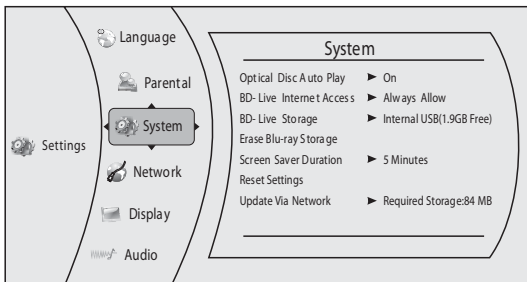 Settings
Language
Parental
System
Network
Display
Audio
System
Optical Disc Auto Play ► On
BD- Live Internet Access ► Always Allow
BD- Live Storage ► Internal USB(1.9GB Free)
Erase Blu-ray Storage
Screen Saver Duration ► 5 Minutes
Reset Settings
Update Via Network ► Required Storage:84 MB